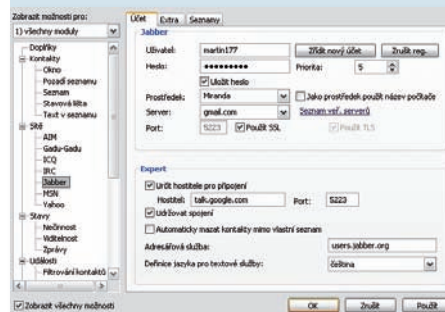 Zobrazit možnosti pro:
1) všechny moduly
Doplňky
Kontakty
Okno
Pozadí seznamu
Seznam
Stavová lišta
Text v seznamu
Sítě
AIM
Gadu-Gadu
ICQ
IRC
Jabber
MSN
Yahoo
Stavy
Nečinnost
Viditelnost
Zprávy
Události
Filtrování kontaktů
Zobrazit všechny možnosti
Účet Extra Seznamy
Jabber
Uživatel: martin177 Zřídit nový účet Zrušit reg.
Heslo: ●●●●●●●●● Priorita: 5
Uložit heslo
Prostředek: Miranda Jako prostředek použít název počítače
Server: gmail.com Seznam veř. serverů
Port: 5223 Použít SSL Použít TLS
Expert
Určit hostitele pro připojení
Hostitel: talk.google.com Port: 5223
Udržovat spojení
Automaticky mazat kontakty mimo vlastní seznam
Adresářová služba: users.jabber.org
Definice jazyka pro textové služby: čeština
OK Zrušit Použít